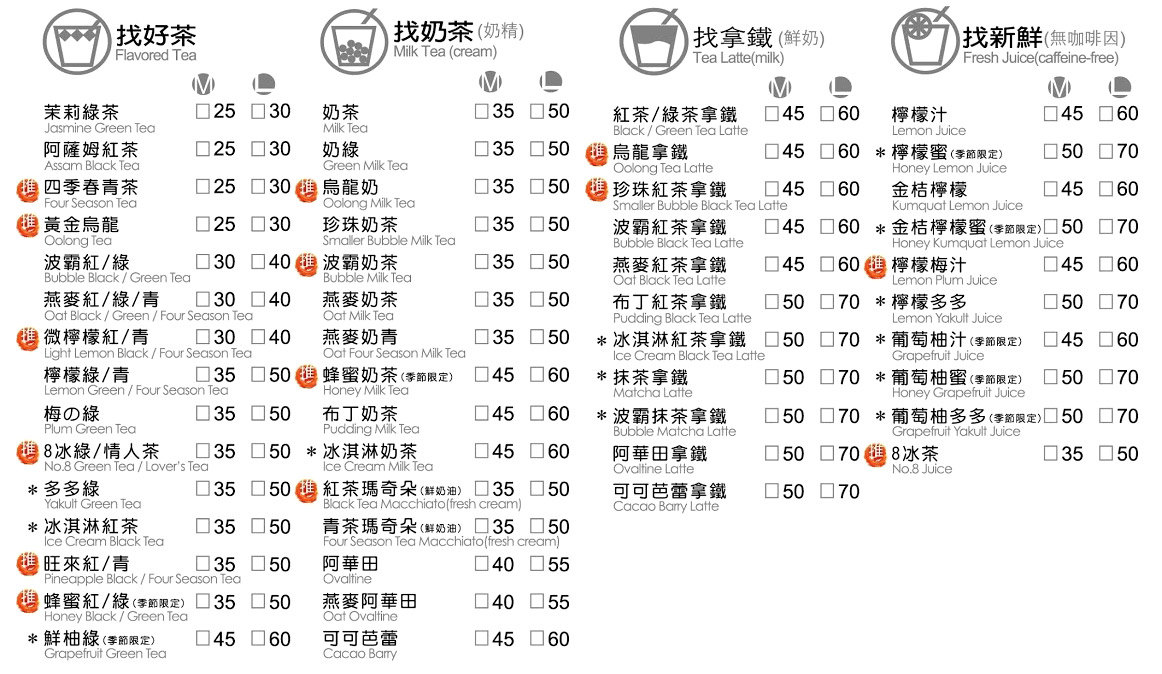 找好茶
Flavored Tea
M L
茉莉綠茶 25 30
Jasmine Green Tea
阿薩姆紅茶 25 30
Assam Black Tea
推 四季春青茶 25 30
Four Season Tea
推 黃金烏龍 25 30
Oolong Tea
波霸紅/綠 30 40
Bubble Black / Green Tea
燕麥紅/綠/青 30 40
Oat Black / Green / Four Season Tea
推 微檸檬紅/青 30 40
Light Lemon Black / Four Season Tea
檸檬綠/青 35 50
Lemon Green / Four Season Tea
梅の綠 35 50
Plum Green Tea
推 8冰綠/情人茶 35 50
No.8 Green Tea / Lover's Tea
* 多多綠 35 50
Yakult Green Tea
* 冰淇淋紅茶 35 50
Ice Cream Black Tea
推 旺來紅/青 35 50
Pineapple Black / Four Season Tea
推 蜂蜜紅/綠(季節限定) 35 50
Honey Black / Green Tea
* 鮮柚綠(季節限定) 45 60
Grapefruit Green Tea
找奶茶(奶精)
Milk Tea (cream)
M L
奶茶 35 50
Milk Tea
奶綠 35 50
Green Milk Tea
推 烏龍奶 35 50
Oolong Milk Tea
珍珠奶茶 35 50
Smaller Bubble Milk Tea
推 波霸奶茶 35 50
Bubble Milk Tea
燕麥奶茶 35 50
Oat Milk Tea
燕麥奶青 35 50
Oat Four Season Milk Tea
推 蜂蜜奶茶(季節限定) 45 60
Honey Milk Tea
布丁奶茶 45 60
Pudding Milk Tea
* 冰淇淋奶茶 45 60
Ice Cream Milk Tea
推 紅茶瑪奇朵(鮮奶油) 35 50
Black Tea Macchiato(fresh cream)
青茶瑪奇朵(鮮奶油) 35 50
Four Season Tea Macchiato(fresh cream)
阿華田 40 55
Ovaltine
燕麥阿華田 40 55
Oat Ovaltine
可可芭蕾 45 60
Cacao Barry
找拿鐵(鮮奶)
Tea Latte(milk)
M L
紅茶/綠茶拿鐵 45 60
Black / Green Tea Latte
推 烏龍拿鐵 45 60
Oolong Tea Latte
推 珍珠紅茶拿鐵 45 60
Smaller Bubble Black Tea Latte
波霸紅茶拿鐵 45 60
Bubble Black Tea Latte
燕麥紅茶拿鐵 45 60
Oat Black Tea Latte
布丁紅茶拿鐵 50 70
Pudding Black Tea Latte
* 冰淇淋紅茶拿鐵 50 70
Ice Cream Black Tea Latte
* 抹茶拿鐵 50 70
Matcha Latte
* 波霸抹茶拿鐵 50 70
Bubble Matcha Latte
阿華田拿鐵 50 70
Ovaltine Latte
可可芭蕾拿鐵 50 70
Cacao Barry Latte
找新鮮(無咖啡因)
Fresh Juice(caffeine-free)
M L
檸檬汁 45 60
Lemon Juice
* 檸檬蜜(季節限定) 50 70
Honey Lemon Juice
金桔檸檬 45 60
Kumquat Lemon Juice
* 金桔檸檬蜜(季節限定) 50 70
Honey Kumquat Lemon Juice
推 檸檬梅汁 45 60
Lemon Plum Juice
* 檸檬多多 50 70
Lemon Yakult Juice
* 葡萄柚汁(季節限定) 45 60
Grapefruit Juice
* 葡萄柚蜜(季節限定) 50 70
Honey Grapefruit Juice
* 葡萄柚多多(季節限定) 50 70
Grapefruit Yakult Juice
推 8冰茶 35 50
No.8 Juice